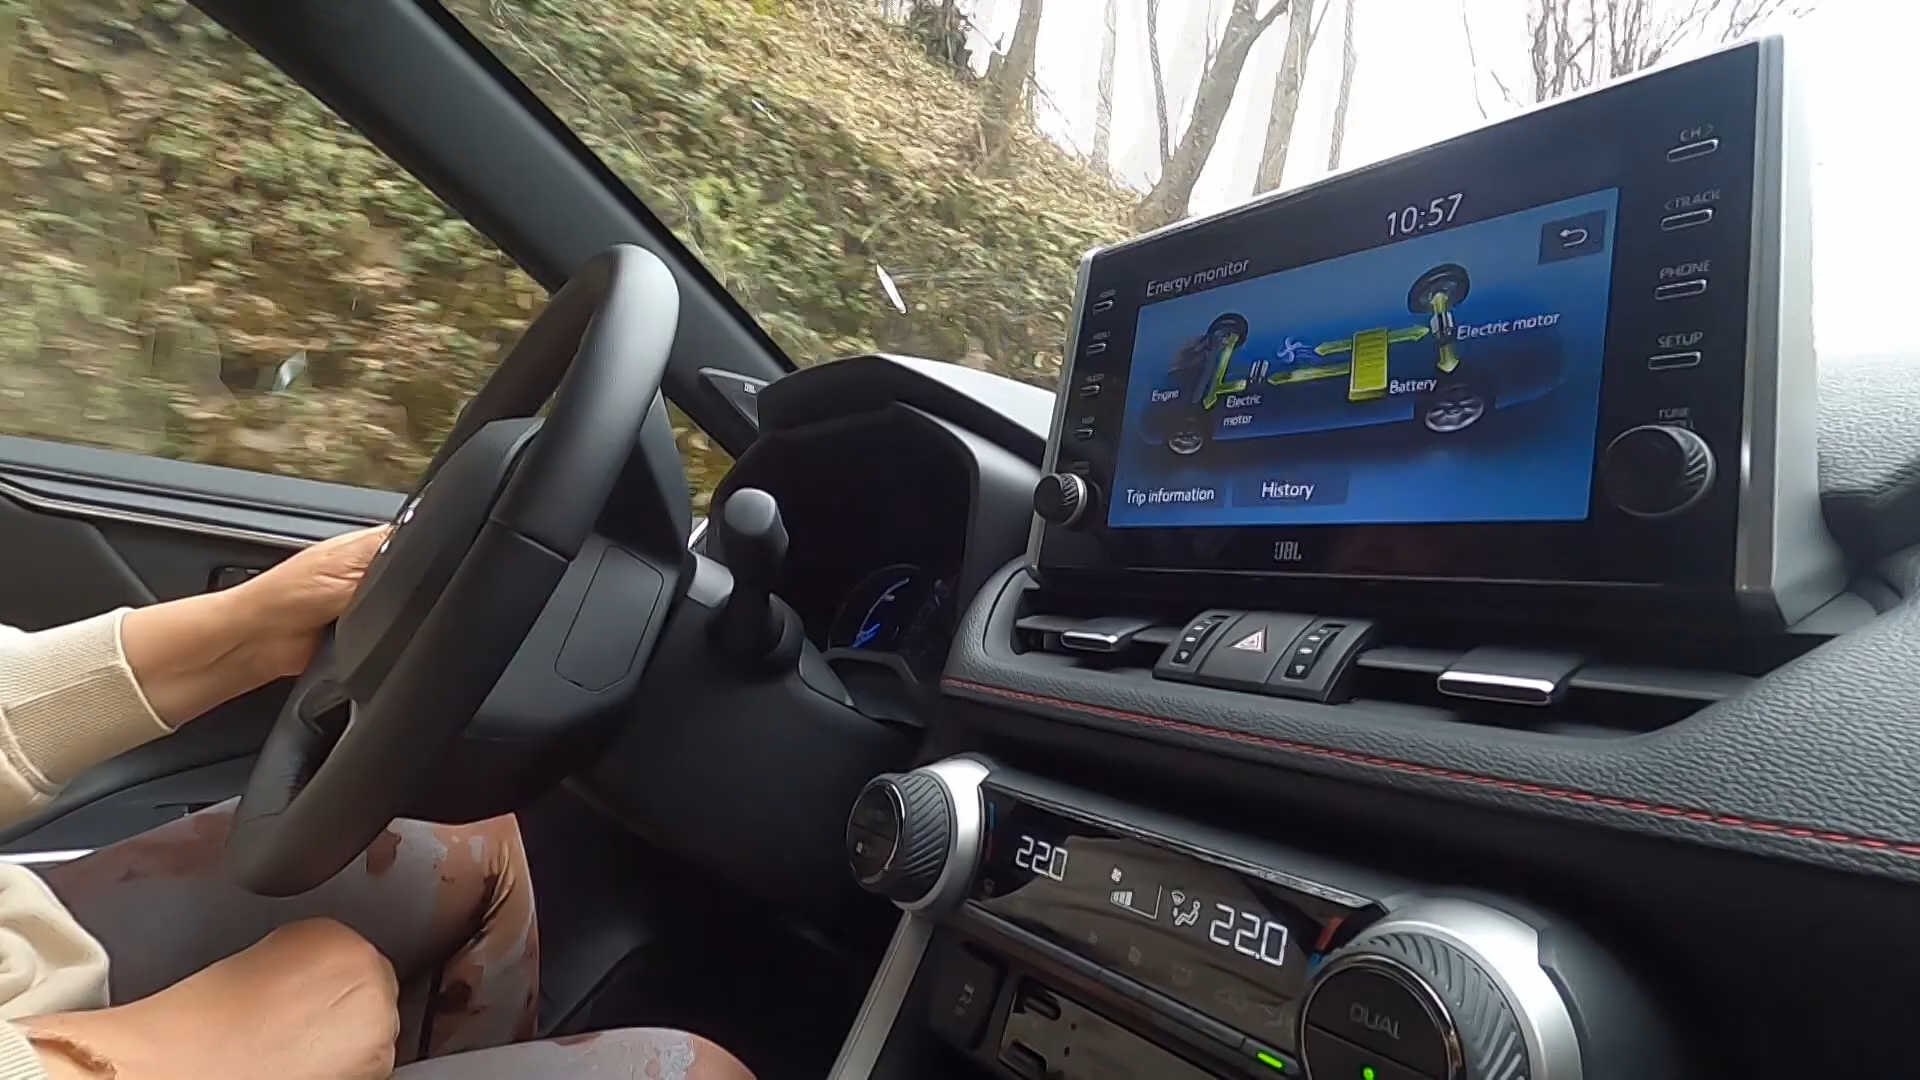 CH >
< TRACK
PHONE
SETUP
TUNE
10:57
Energy monitor
Electric motor
Engine
Electric
motor
Battery
Trip information
History
JBL
22.0
22.0
DUAL